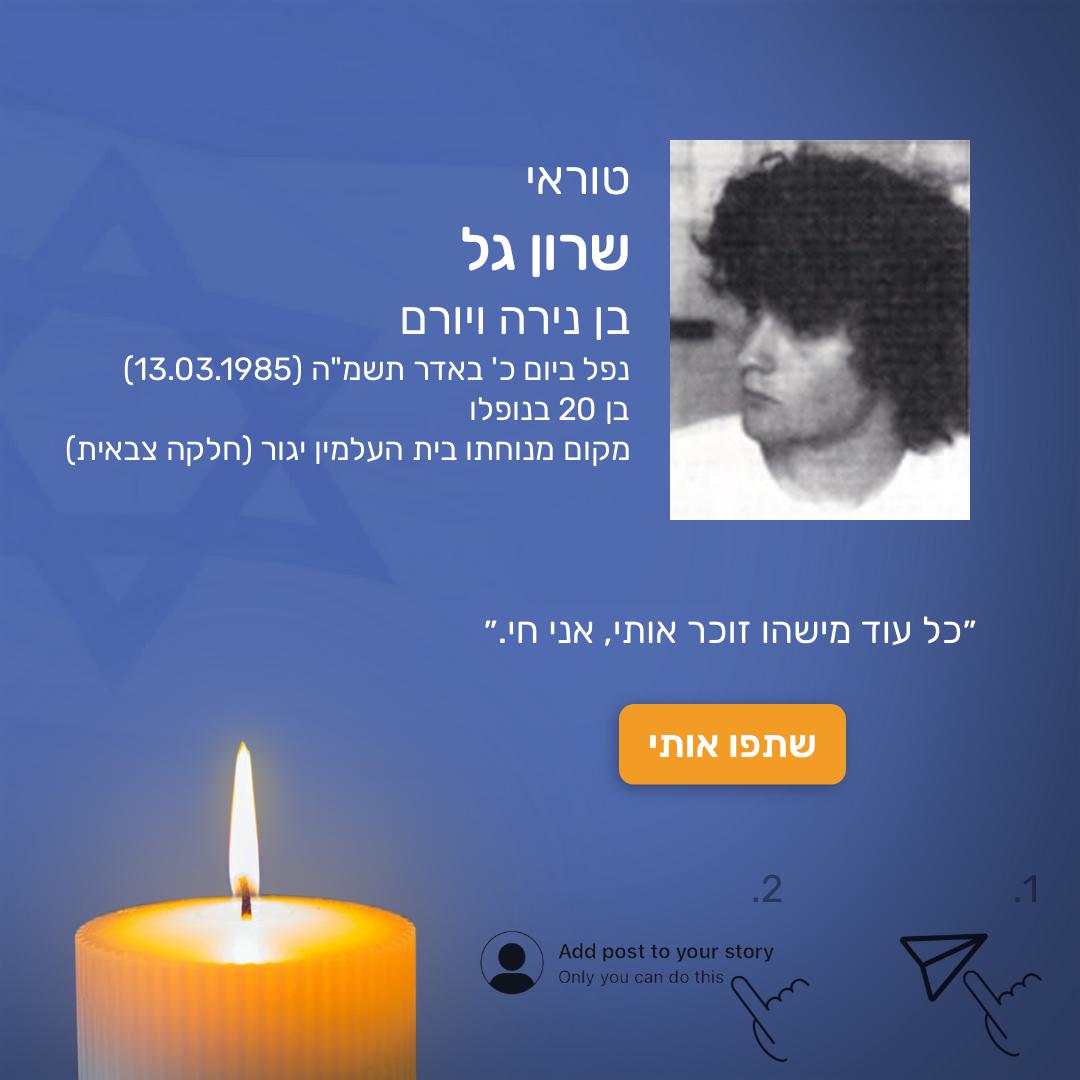 טוראי
שרון גל
בן נירה ויורם
נפל ביום כ' באדר תשמ"ה (13.03.1985)
בן 20 בנופלו
מקום מנוחתו בית העלמין יגור (חלקה צבאית)
״כל עוד מישהו זוכר אותי, אני חי.״
שתפו אותי
1.
2.
Add post to your story
Only you can do this